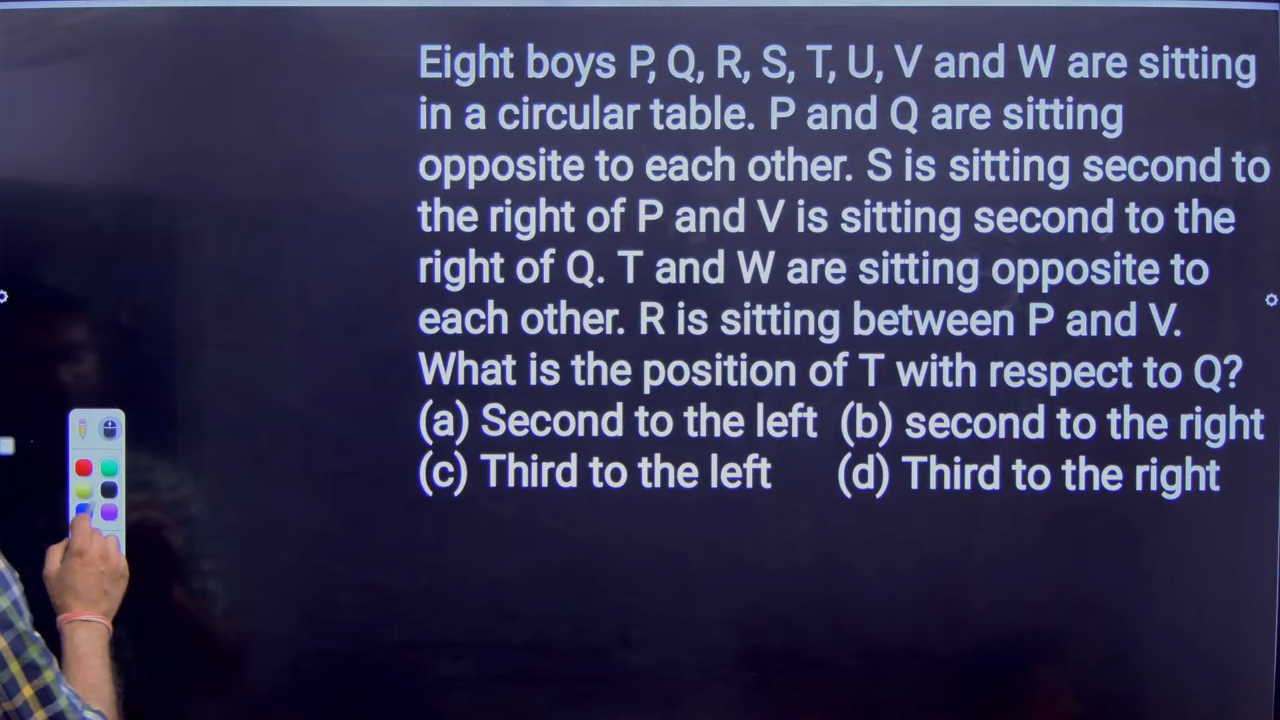 Eight boys P, Q, R, S, T, U, V and W are sitting
in a circular table. P and Q are sitting
opposite to each other. S is sitting second to
the right of P and V is sitting second to the
right of Q. T and W are sitting opposite to
each other. R is sitting between P and V.
What is the position of T with respect to Q?
(a) Second to the left (b) second to the right
(c) Third to the left (d) Third to the right